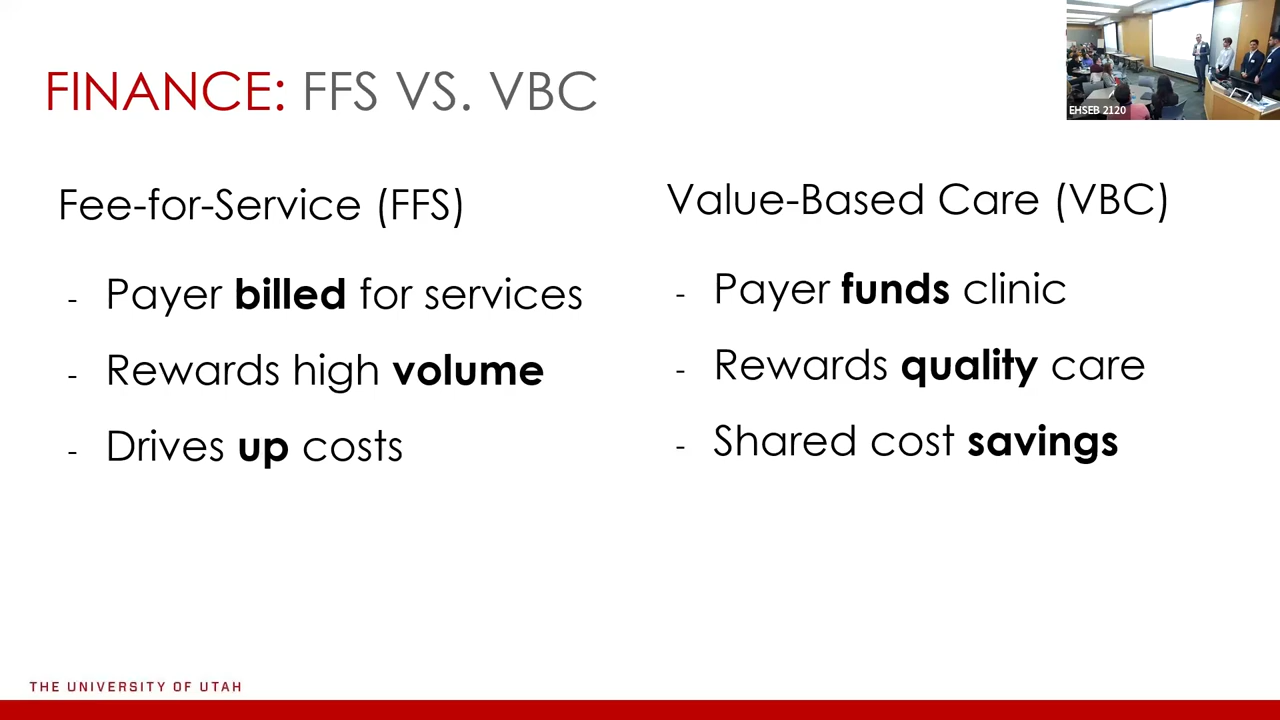 FINANCE: FFS VS. VBC
EHSEB 2120
Fee-for-Service (FFS)
- Payer billed for services
- Rewards high volume
- Drives up costs
Value-Based Care (VBC)
- Payer funds clinic
- Rewards quality care
- Shared cost savings
THE UNIVERSITY OF UTAH